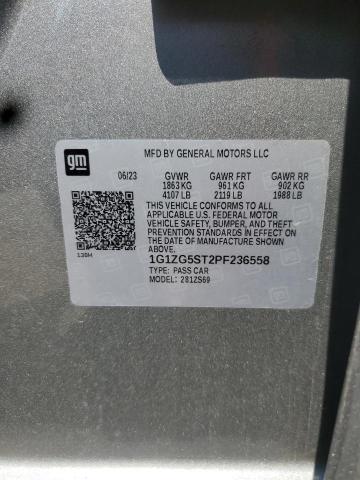 gm
MFD BY GENERAL MOTORS LLC
06/23 GVWR GAWR FRT GAWR RR
1863 KG 961 KG 902 KG
4107 LB 2119 LB 1988 LB
THIS VEHICLE CONFORMS TO ALL
APPLICABLE U.S. FEDERAL MOTOR
VEHICLE SAFETY, BUMPER, AND THEFT
PREVENTION STANDARDS IN EFFECT ON
THE DATE OF MANUFACTURE SHOWN
ABOVE.
1G1ZG5ST2PF236558
TYPE: PASS CAR
MODEL: 281ZS69